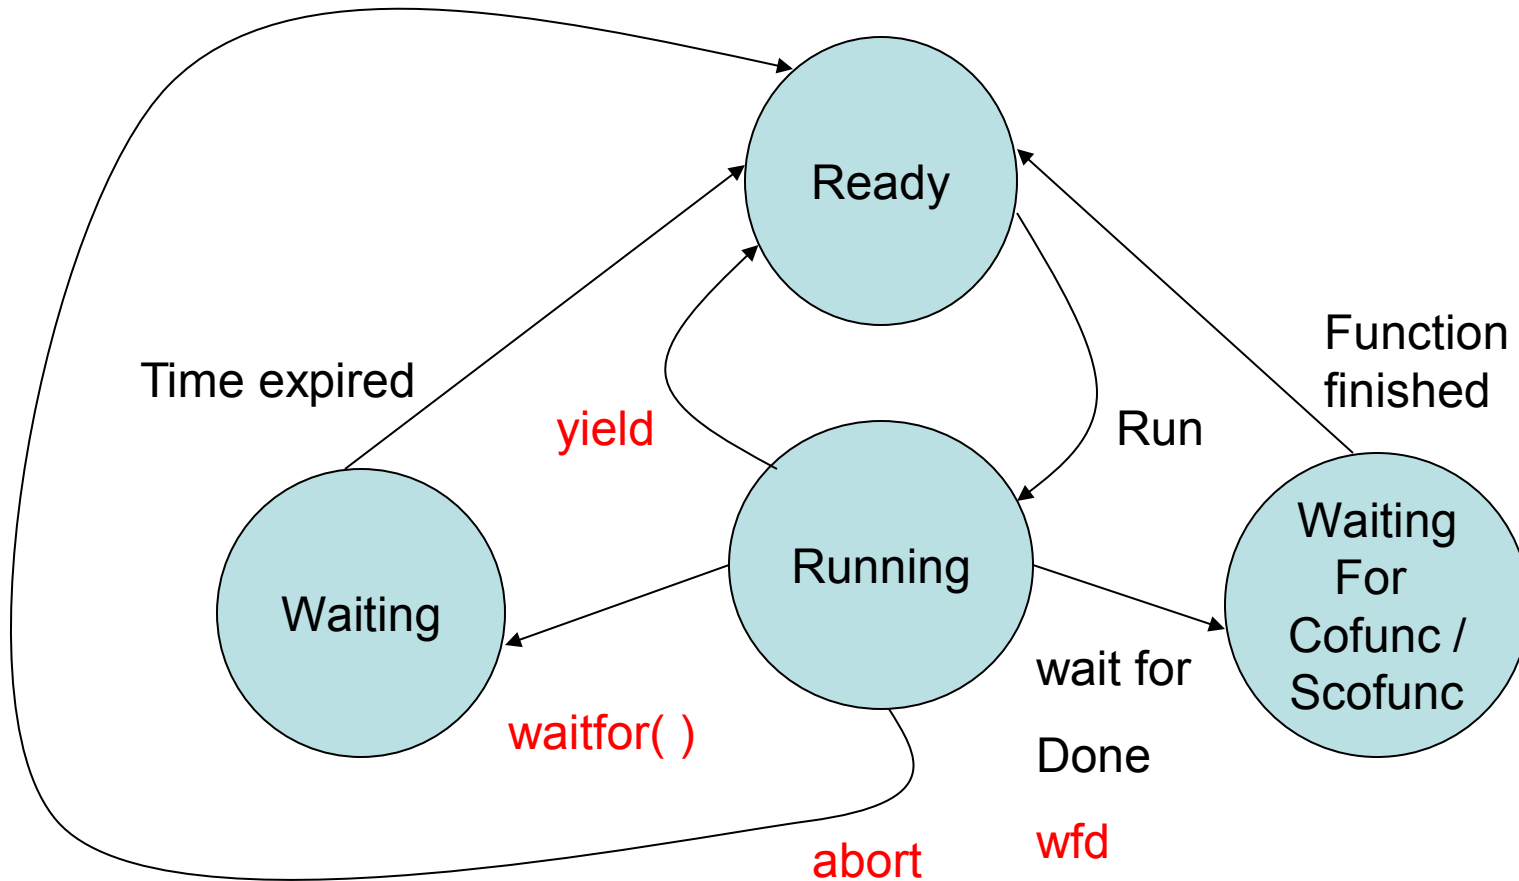 Ready
Function
finished
Time expired
yield
Run
Waiting
For
Cofunc /
Scofunc
Running
Waiting
wait for
Done
wfd
waitfor( )
abort